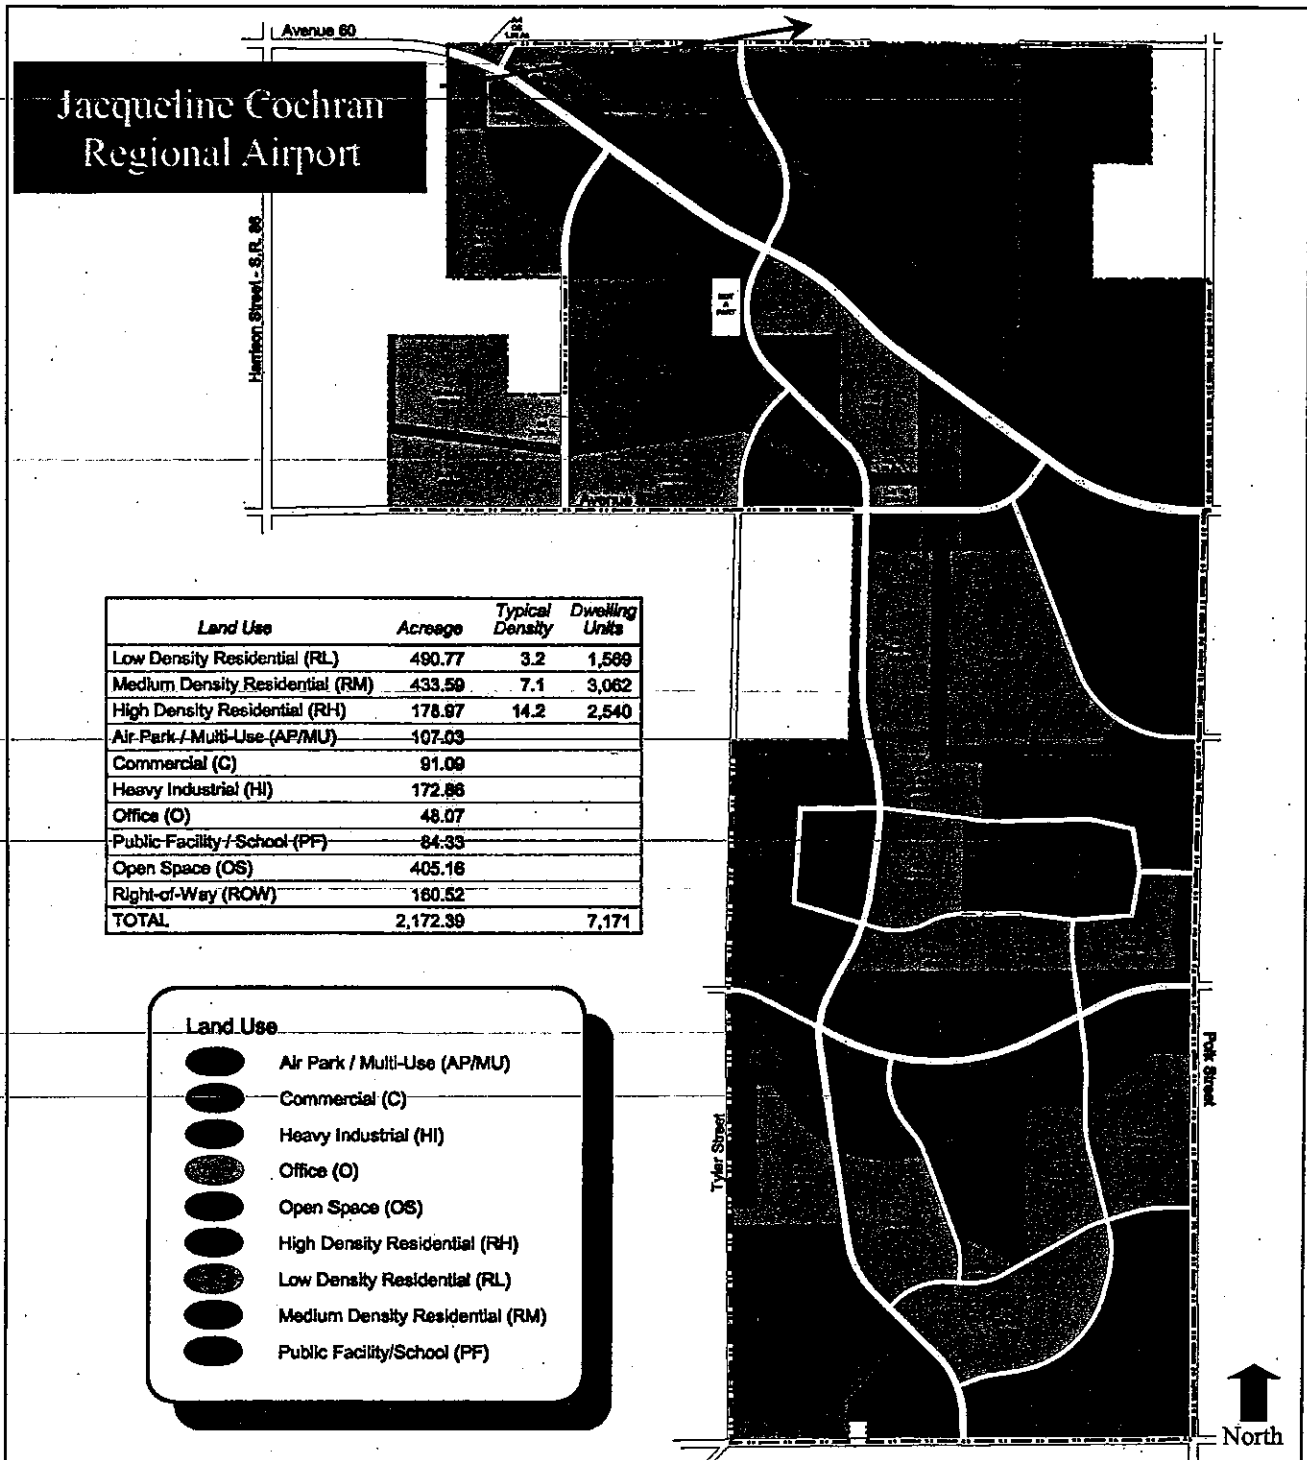 Avenue 60
Jacqueline Cochran
Regional Airport
Harrison Street - S.R. 86
NOT
A
PART
Avenue
Land Use Acreage Typical Density Dwelling Units
Low Density Residential (RL) 490.77 3.2 1,569
Medium Density Residential (RM) 433.59 7.1 3,062
High Density Residential (RH) 178.97 14.2 2,540
Air Park / Multi-Use (AP/MU) 107.03
Commercial (C) 91.09
Heavy Industrial (HI) 172.86
Office (O) 48.07
Public Facility / School (PF) 84.33
Open Space (OS) 405.16
Right-of-Way (ROW) 160.52
TOTAL 2,172.39 7,171
Land Use
Air Park / Multi-Use (AP/MU)
Commercial (C)
Heavy Industrial (HI)
Office (O)
Open Space (OS)
High Density Residential (RH)
Low Density Residential (RL)
Medium Density Residential (RM)
Public Facility/School (PF)
Tyler Street
Polk Street
North